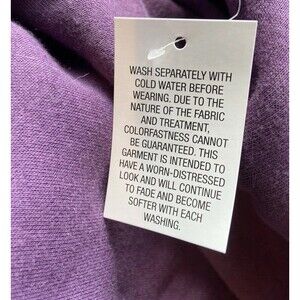 WASH SEPARATELY WITH
COLD WATER BEFORE
WEARING. DUE TO THE
NATURE OF THE FABRIC
AND TREATMENT,
COLORFASTNESS CANNOT
BE GUARANTEED. THIS
GARMENT IS INTENDED TO
HAVE A WORN-DISTRESSED
LOOK AND WILL CONTINUE
TO FADE AND BECOME
SOFTER WITH EACH
WASHING.